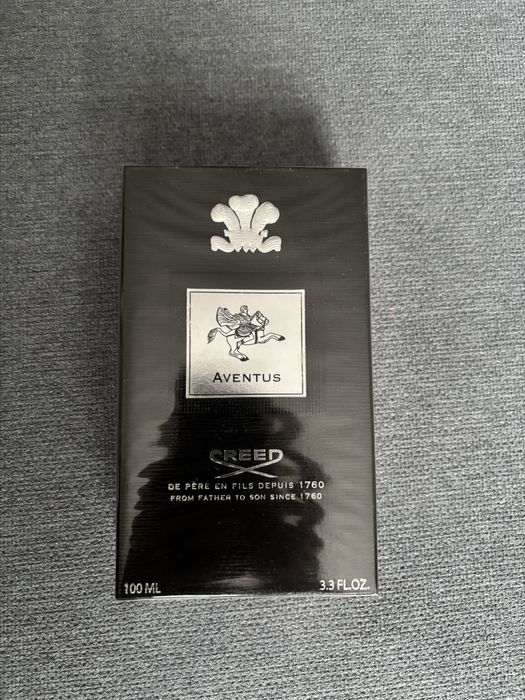 AVENTUS
CREED
DE PÈRE EN FILS DEPUIS 1760
FROM FATHER TO SON SINCE 1760
100 ML 3.3 FL.OZ.